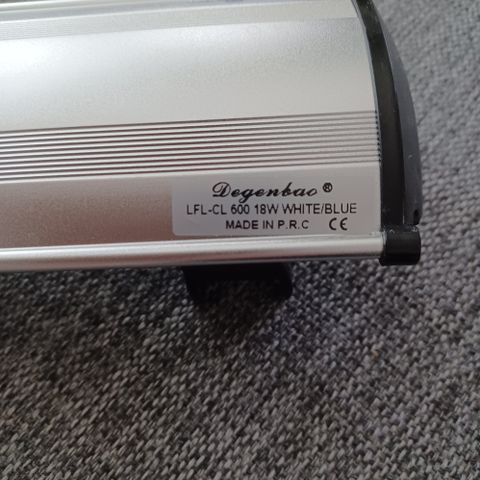 Degenbao ®
LFL-CL 600 18W WHITE/BLUE
MADE IN P.R.C CE